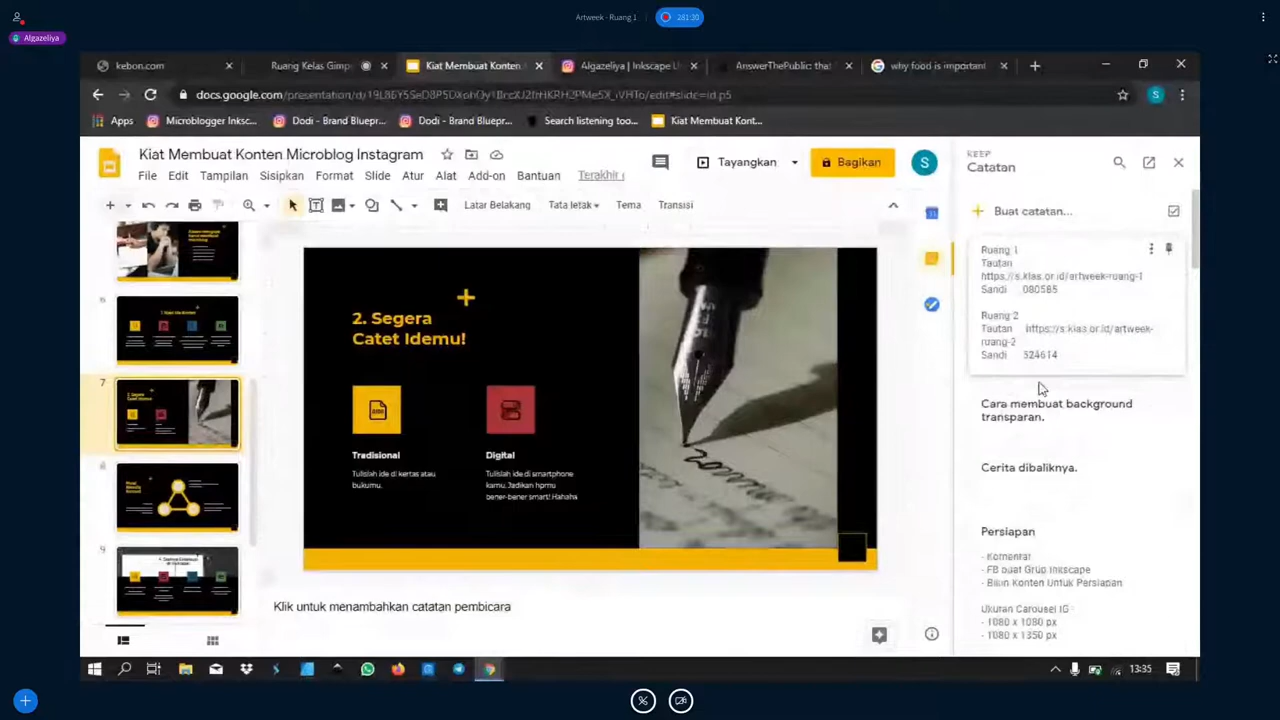 Artweek - Ruang 1
Algazeliya
kebon.com
Ruang Kelas Gimp
Kiat Membuat Konten
Algazeliya | Inkscape U
AnswerThePublic: that
why food is important
Apps
Microblogger Inksc...
Dodi - Brand Bluepr...
Dodi - Brand Bluepr...
Search listening too...
Kiat Membuat Kont...
Kiat Membuat Konten Microblog Instagram
Tayangkan
Bagikan
S
File Edit Tampilan Sisipkan Format Slide Atur Alat Add-on Bantuan Terakhir
Latar Belakang
Tata letak
Tema
Transisi
KEEP
Catatan
Buat catatan...
Ruang 1
Tautan
https://s.klas.or.id/artweek-ruang-1
Sandi 080585
Ruang 2
Tautan https://s.klas.or.id/artweek-
ruang-2
Sandi 524614
Cara membuat background
transparan.
Cerita dibaliknya.
Persiapan
- Komentar
- FB buat Grup Inkscape
- Bikin Konten Untuk Persiapan
Ukuran Carousel IG
- 1080 x 1080 px
- 1080 x 1350 px
6
7
8
9
2. Segera
Catet Idemu!
Tradisional
Tulislah ide di kertas atau
bukumu.
Digital
Tulislah ide di smartphone
kamu. Jadikan hpmu
bener-bener smart! Hahaha
Klik untuk menambahkan catatan pembicara
13:35